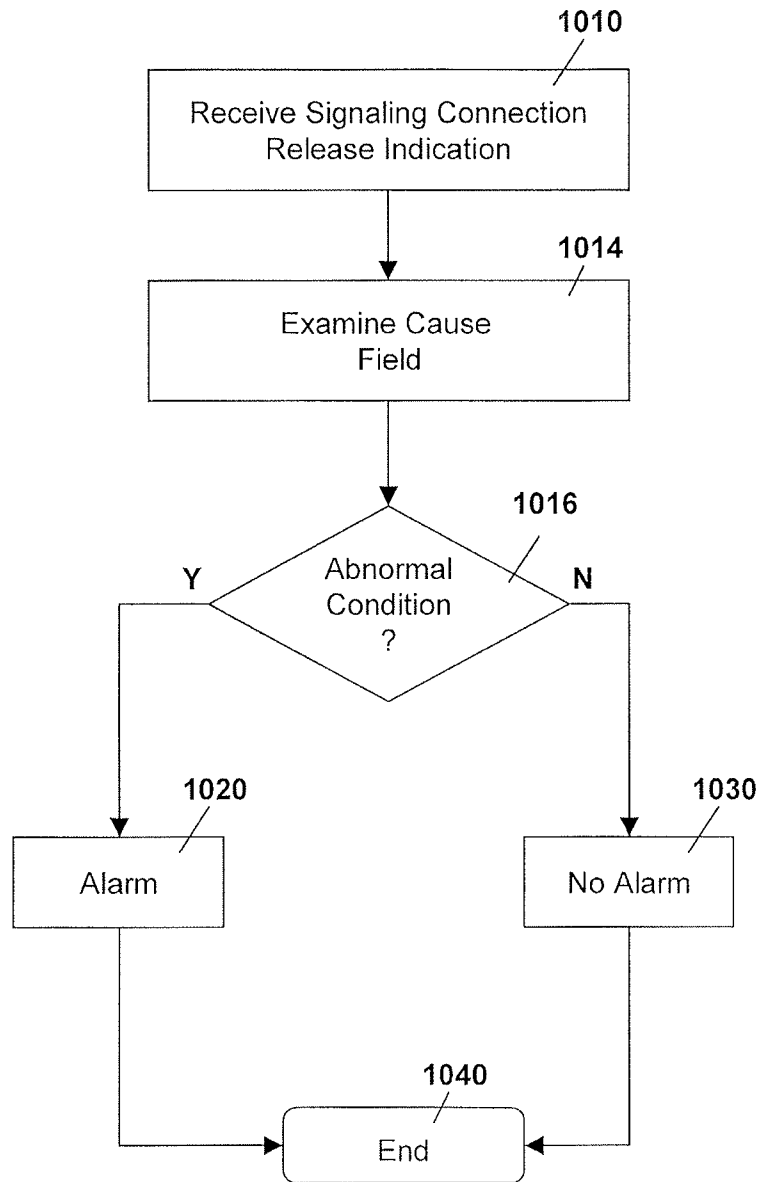 1010
Receive Signaling Connection
Release Indication
1014
Examine Cause
Field
1016
Y
Abnormal
Condition
?
N
1020
Alarm
1030
No Alarm
1040
End